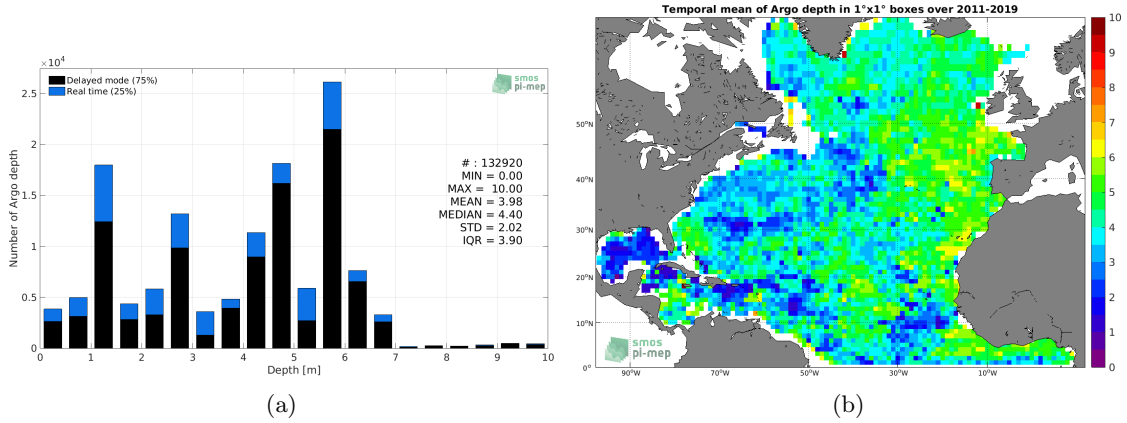 ×10⁴
Delayed mode (75%)
Real time (25%)
smos
pi-mep
2.5
2
1.5
1
0.5
0
Number of Argo depth
# : 132920
MIN = 0.00
MAX = 10.00
MEAN = 3.98
MEDIAN = 4.40
STD = 2.02
IQR = 3.90
0 1 2 3 4 5 6 7 8 9 10
Depth [m]
(a)
Temporal mean of Argo depth in 1°x1° boxes over 2011-2019
50°N
40°N
30°N
20°N
10°N
0°
90°W 70°W 50°W 30°W 10°W
smos
pi-mep
10
9
8
7
6
5
4
3
2
1
0
(b)